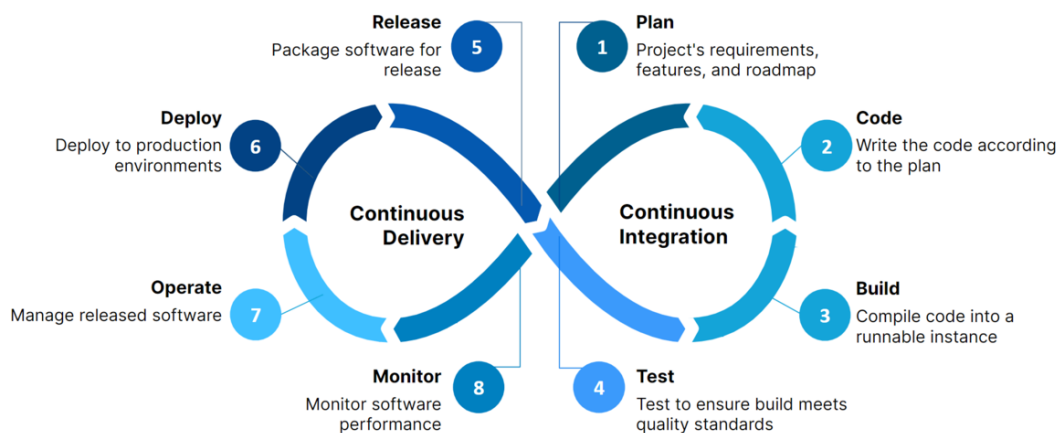 Release
5
Package software for
release
1
Plan
Project's requirements,
features, and roadmap
Deploy
6
Deploy to production
environments
2
Code
Write the code according
to the plan
Continuous
Delivery
Continuous
Integration
Operate
7
Manage released software
3
Build
Compile code into a
runnable instance
Monitor
8
Monitor software
performance
4
Test
Test to ensure build meets
quality standards